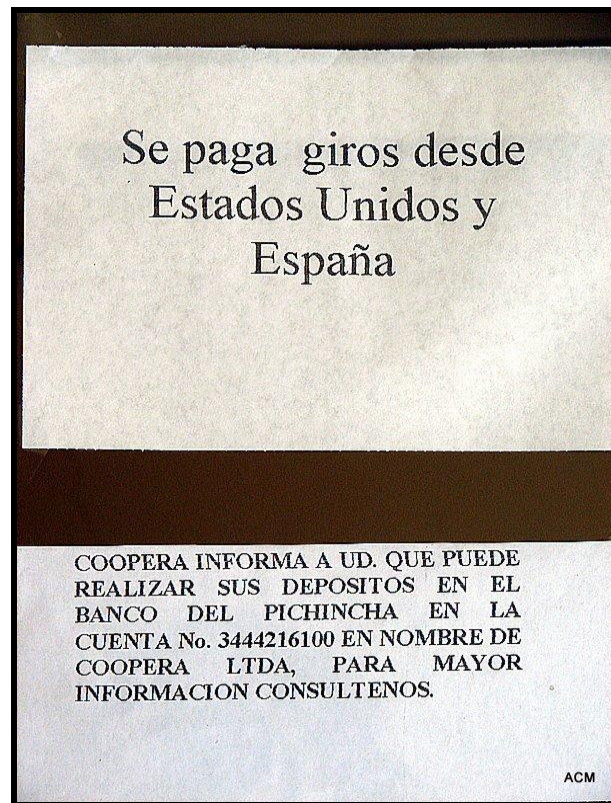 Se paga giros desde
Estados Unidos y
España
COOPERA INFORMA A UD. QUE PUEDE
REALIZAR SUS DEPOSITOS EN EL
BANCO DEL PICHINCHA EN LA
CUENTA No. 3444216100 EN NOMBRE DE
COOPERA LTDA, PARA MAYOR
INFORMACION CONSULTENOS.
ACM